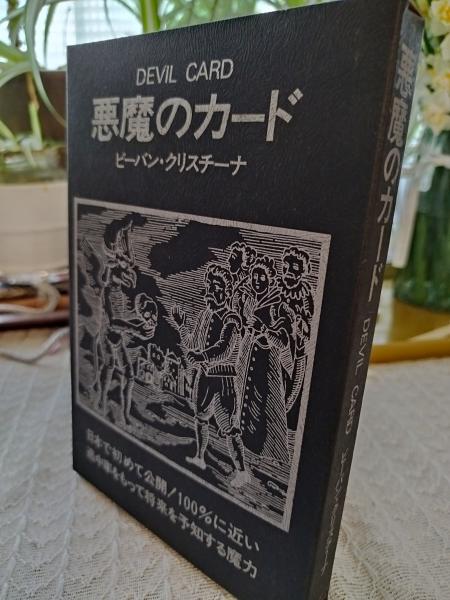 DEVIL CARD
悪魔のカード
ビーバン・クリスチーナ
日本で初めて公開！100％に近い
適中率をもって将来を予知する魔力
悪魔のカード DEVIL CARD